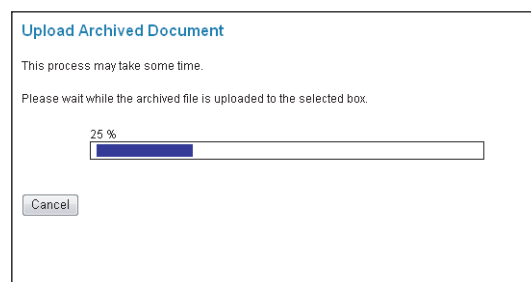 Upload Archived Document
This process may take some time.
Please wait while the archived file is uploaded to the selected box.
25 %
Cancel